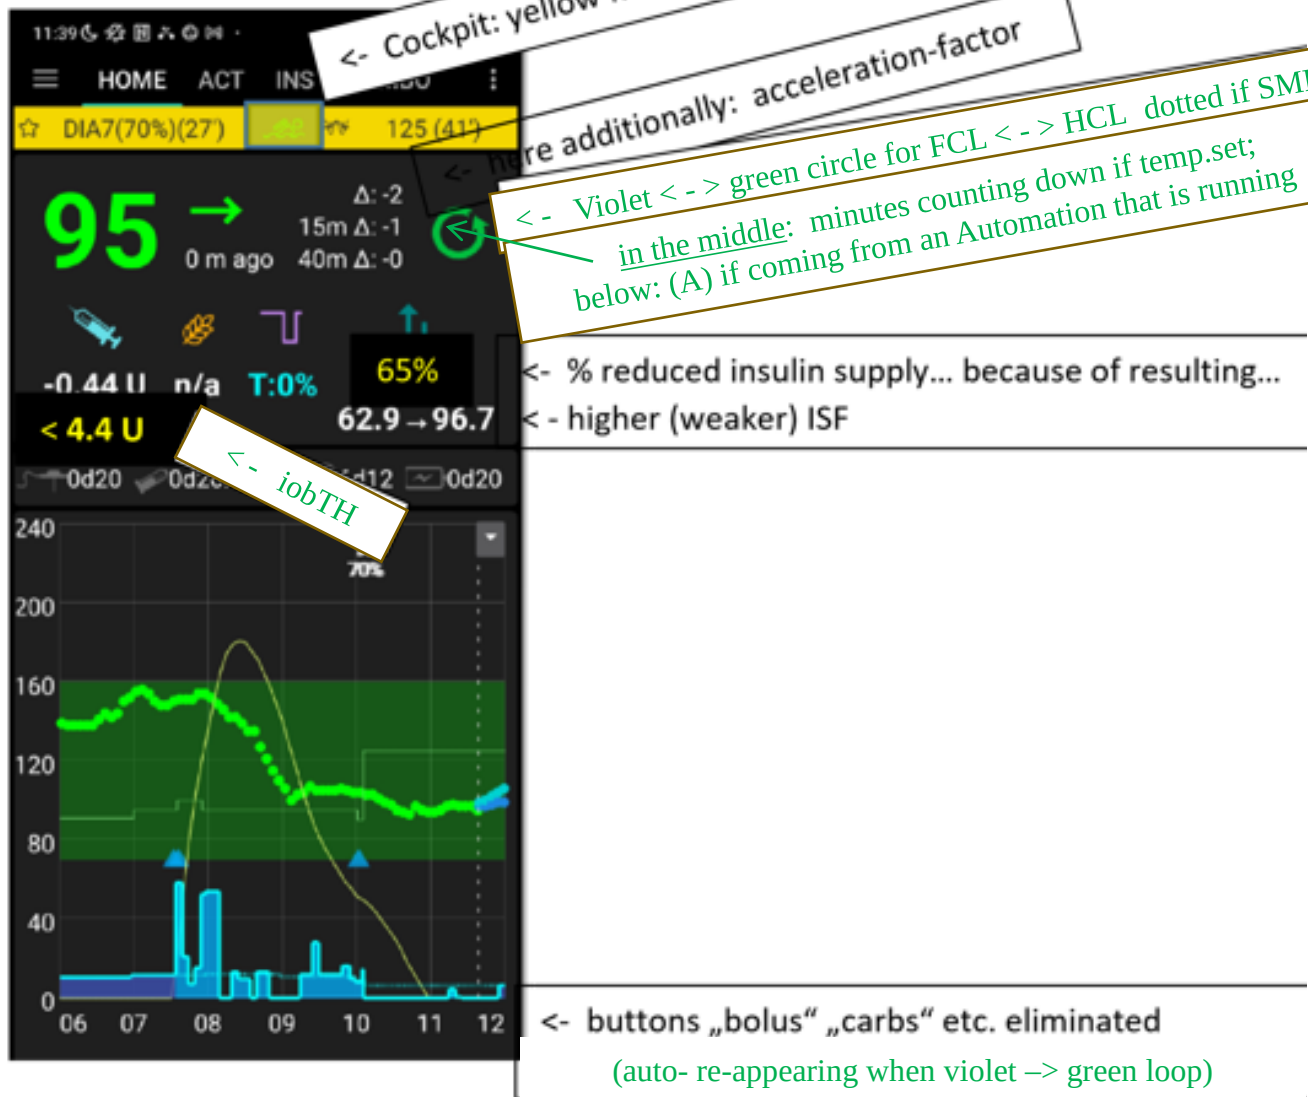 11:39
<- Cockpit: yellow
HOME ACT INS
DIA7(70%)(27') 125 (41')
<- here additionally: acceleration-factor
< - Violet < - > green circle for FCL < - > HCL dotted if
in the middle: minutes counting down if temp.set;
below: (A) if coming from an Automation that is running
95 → Δ: -2
15m Δ: -1
0 m ago 40m Δ: -0
-0.44 U n/a T:0% 65%
<- % reduced insulin supply... because of resulting...
< 4.4 U 62.9→96.7
< - higher (weaker) ISF
< - iobTH
0d20 0d20
70%
240
200
160
120
80
40
0
06 07 08 09 10 11 12
<- buttons „bolus“ „carbs“ etc. eliminated
(auto- re-appearing when violet –> green loop)